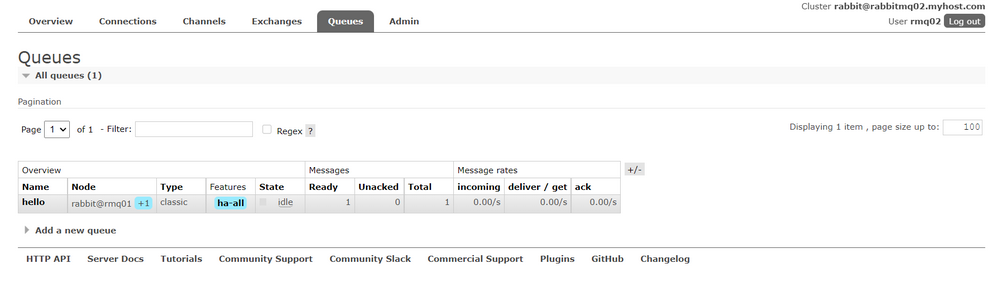 Cluster rabbit@rabbitmq02.myhost.com
Overview Connections Channels Exchanges Queues Admin
User rmq02 Log out
Queues
All queues (1)
Pagination
Page 1 of 1 - Filter: Regex ?
Displaying 1 item , page size up to: 100
Overview Messages Message rates +/-
Name Node Type Features State Ready Unacked Total incoming deliver / get ack
hello rabbit@rmq01 +1 classic ha-all idle 1 0 1 0.00/s 0.00/s 0.00/s
Add a new queue
HTTP API Server Docs Tutorials Community Support Community Slack Commercial Support Plugins GitHub Changelog